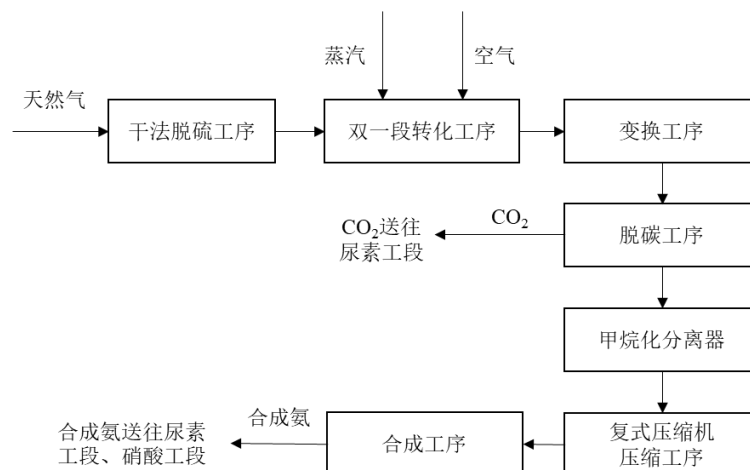 蒸汽
空气
天然气
干法脱硫工序
双一段转化工序
变换工序
CO₂
CO₂送往
尿素工段
脱碳工序
甲烷化分离器
合成氨
合成氨送往尿素
工段、硝酸工段
合成工序
复式压缩机
压缩工序